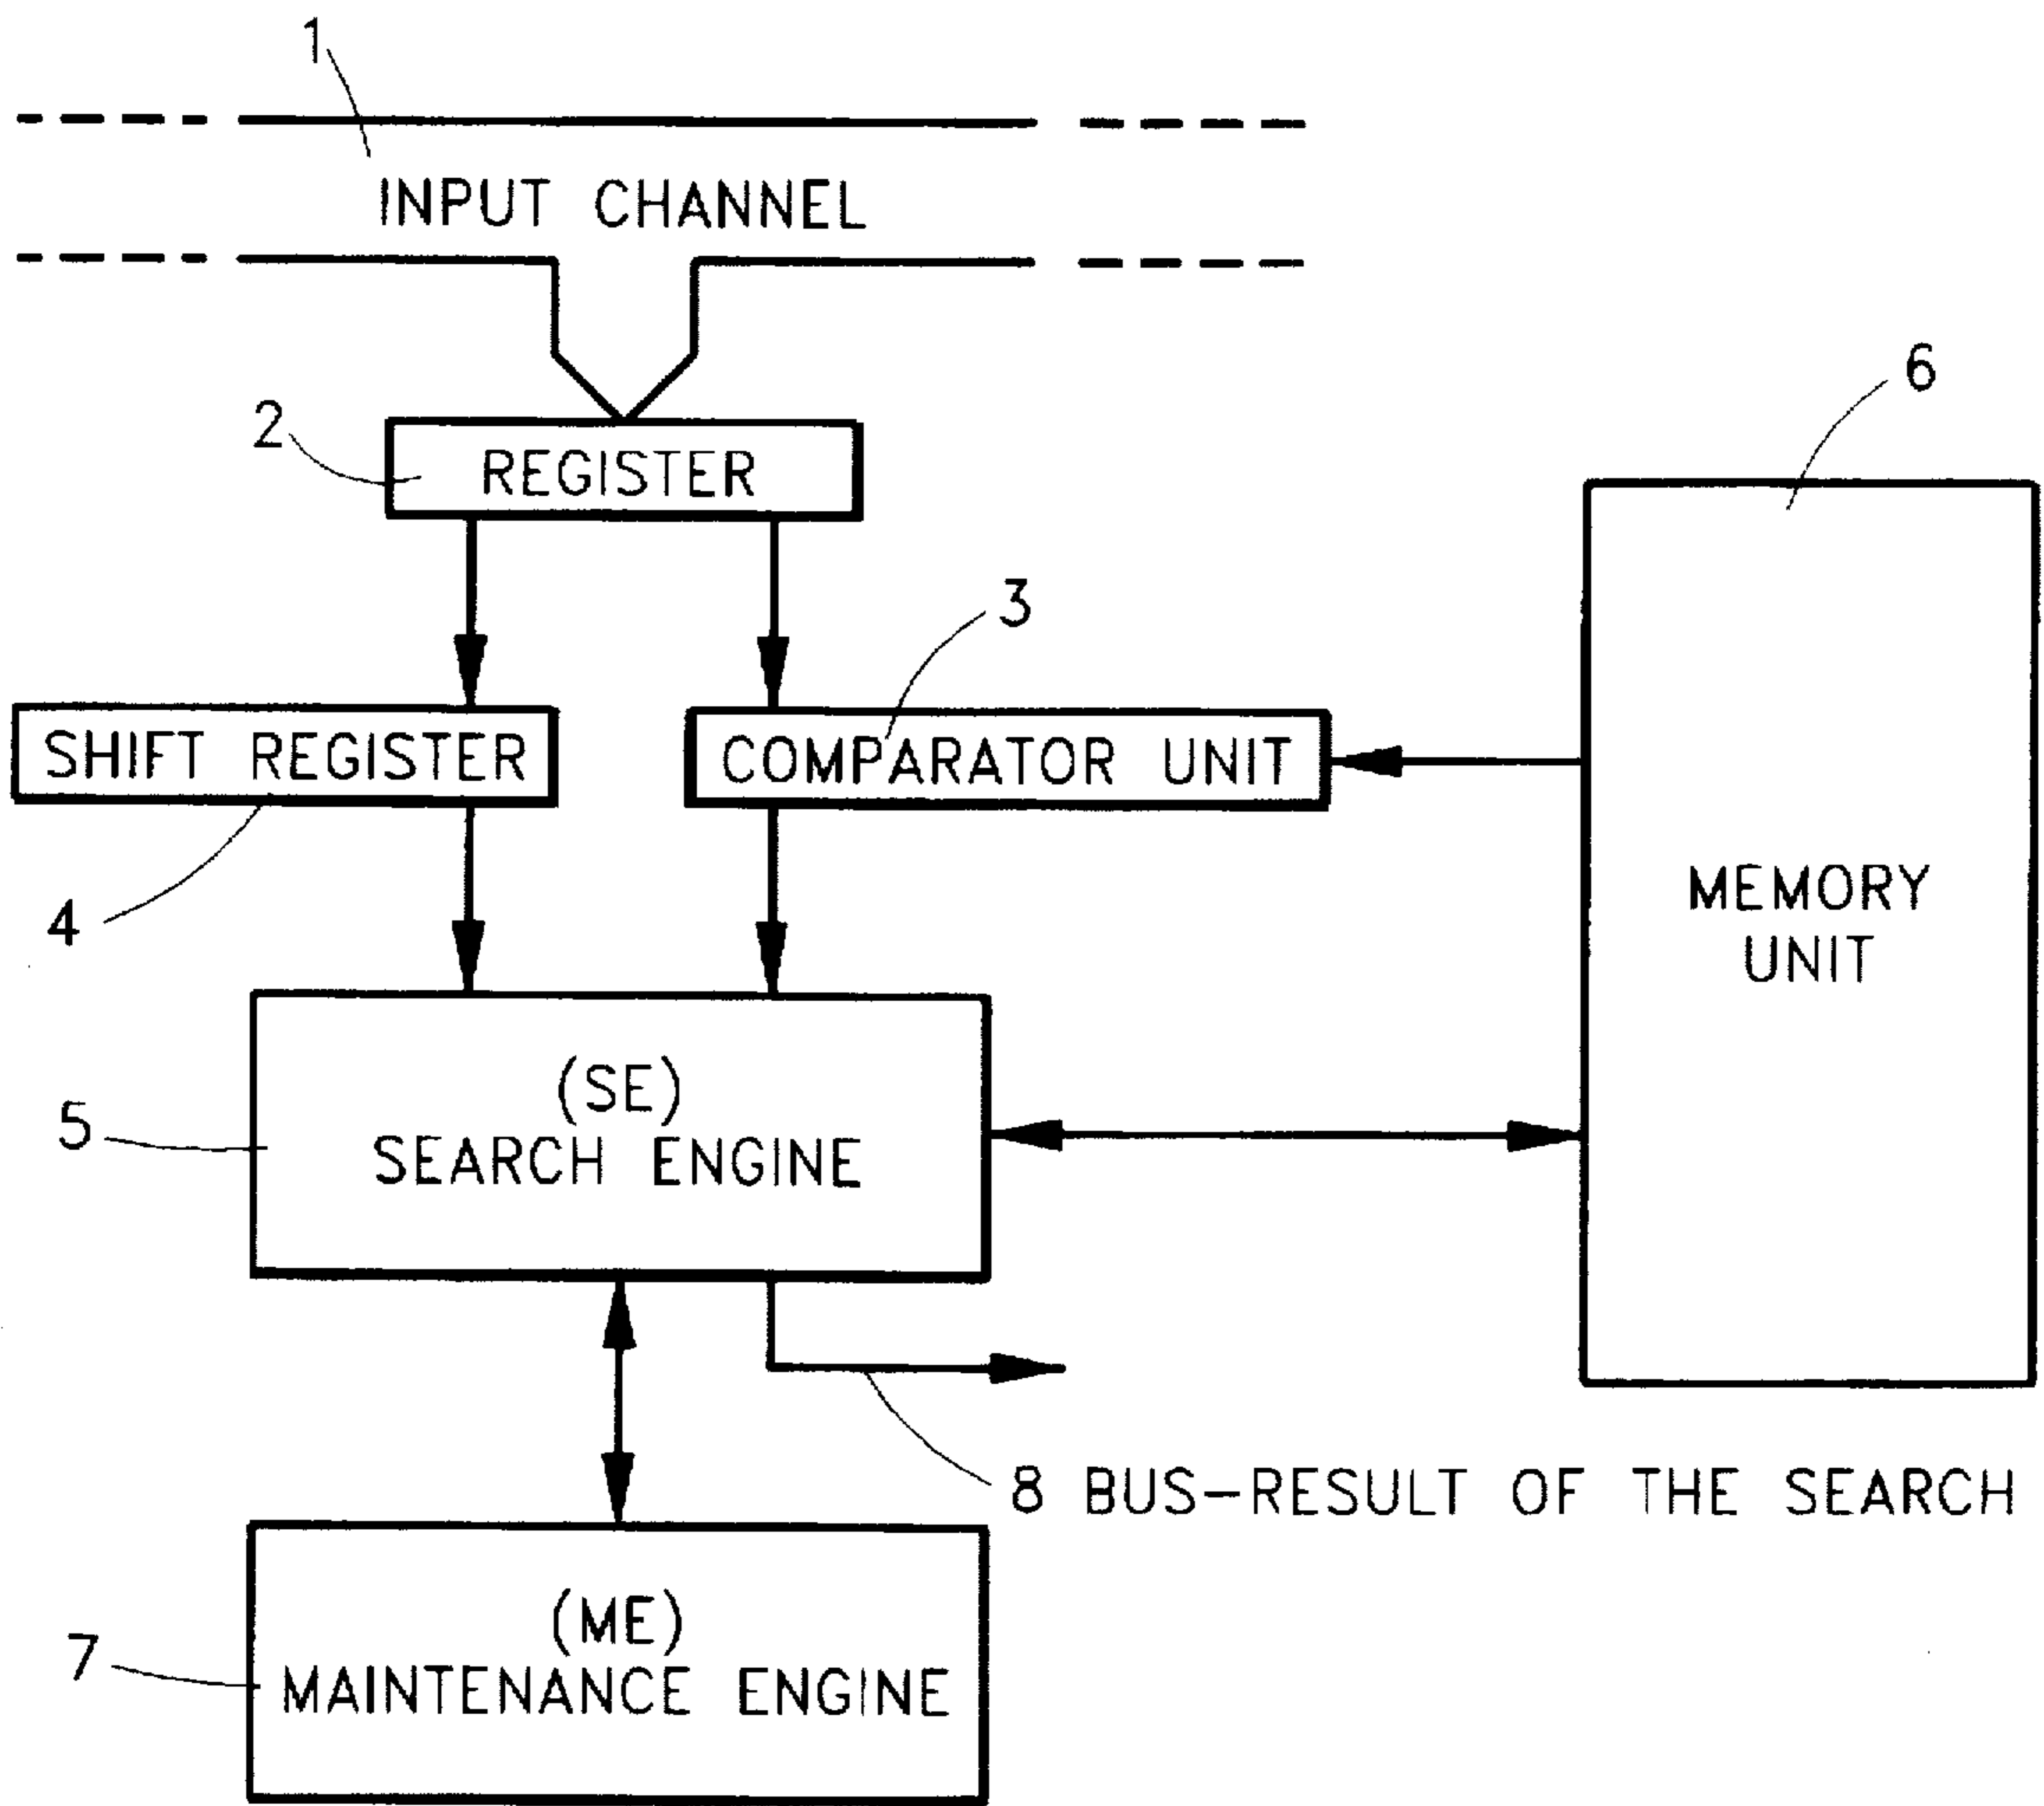 1
INPUT CHANNEL
2
REGISTER
6
3
SHIFT REGISTER
COMPARATOR UNIT
4
MEMORY
UNIT
(SE)
5
SEARCH ENGINE
8 BUS-RESULT OF THE SEARCH
(ME)
7
MAINTENANCE ENGINE